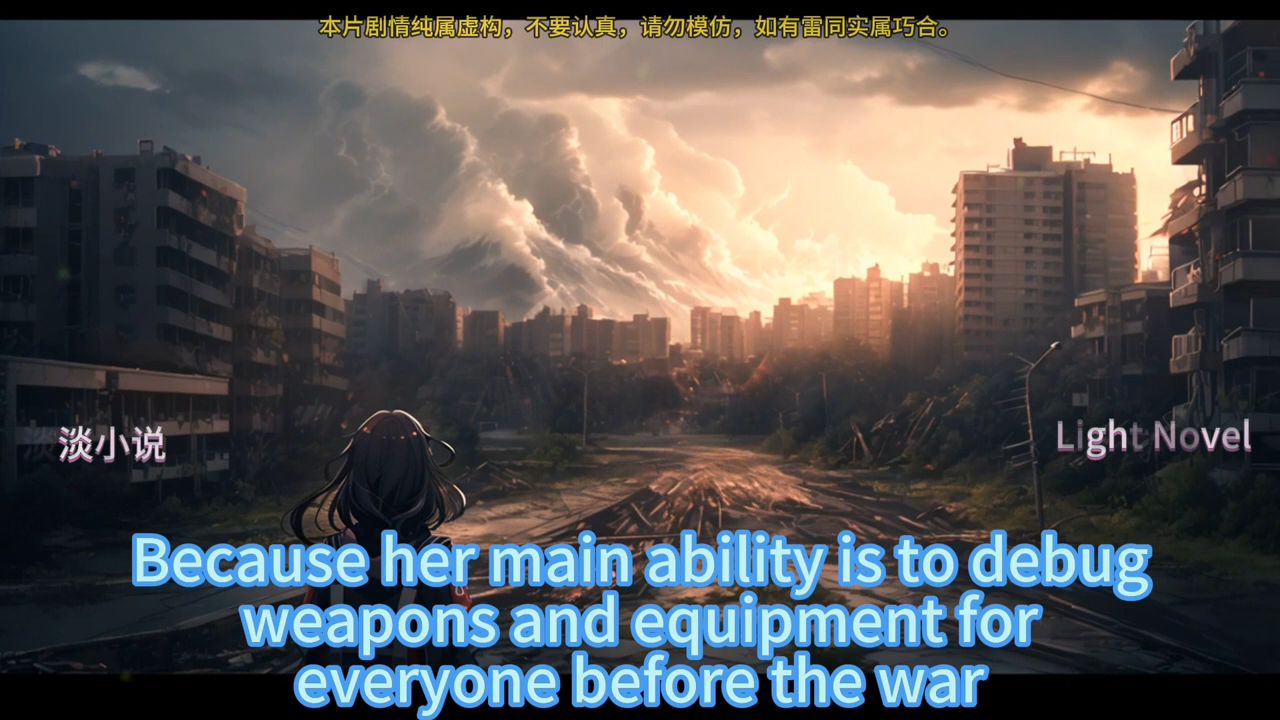 本片剧情纯属虚构，不要认真，请勿模仿，如有雷同实属巧合。
淡小说
Light Novel
Because her main ability is to debug
weapons and equipment for
everyone before the war